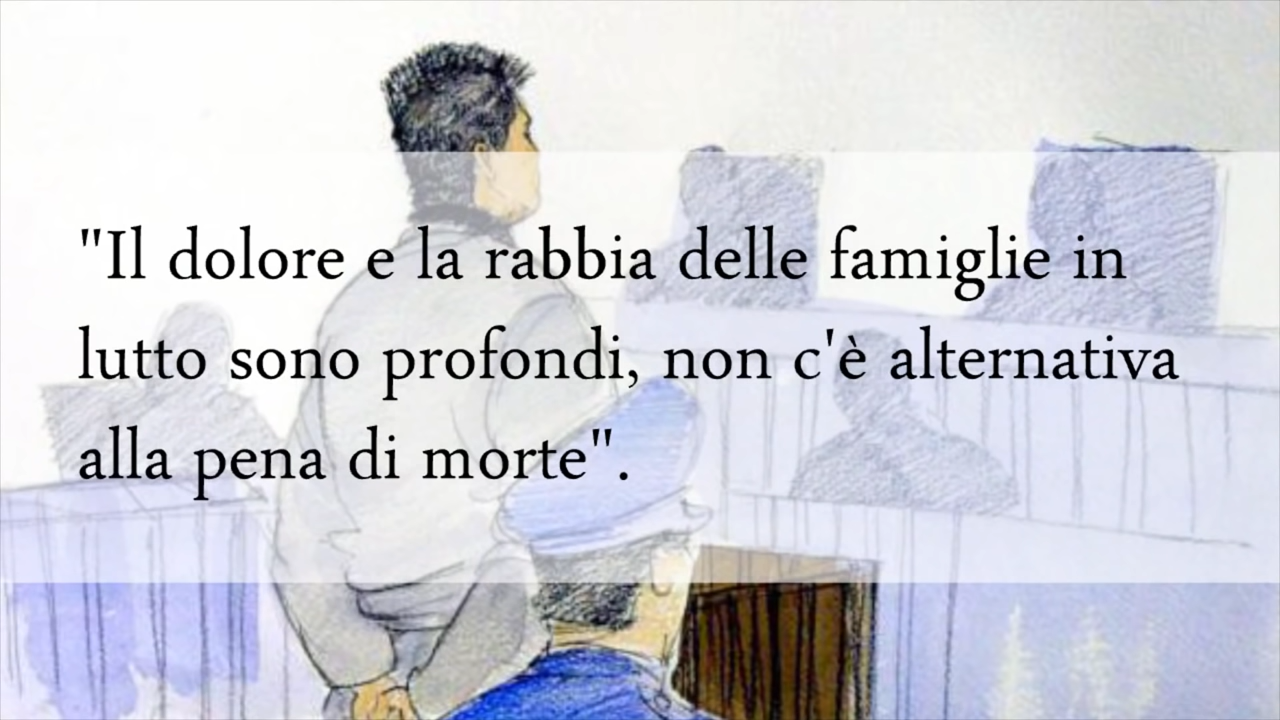 "Il dolore e la rabbia delle famiglie in
lutto sono profondi, non c'è alternativa
alla pena di morte".